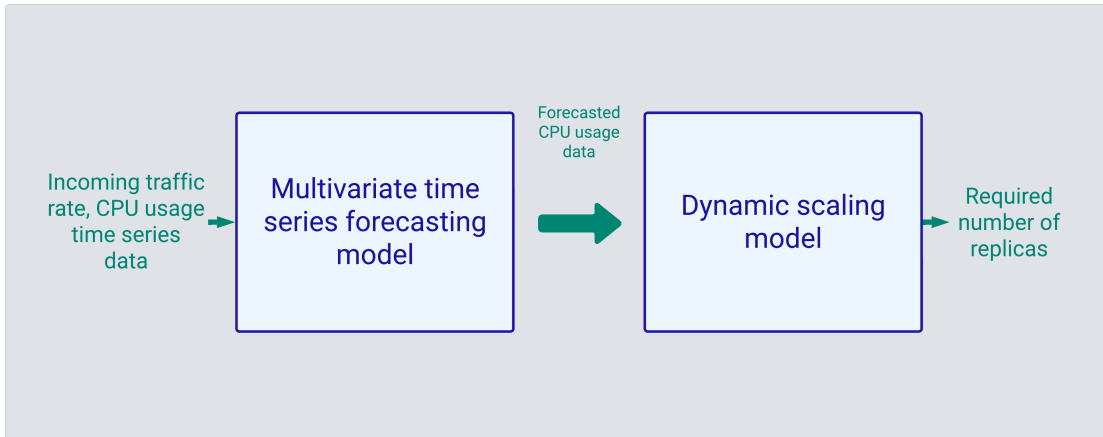 Incoming traffic
rate, CPU usage
time series
data
Multivariate time
series forecasting
model
Forecasted
CPU usage
data
Dynamic scaling
model
Required
number of
replicas